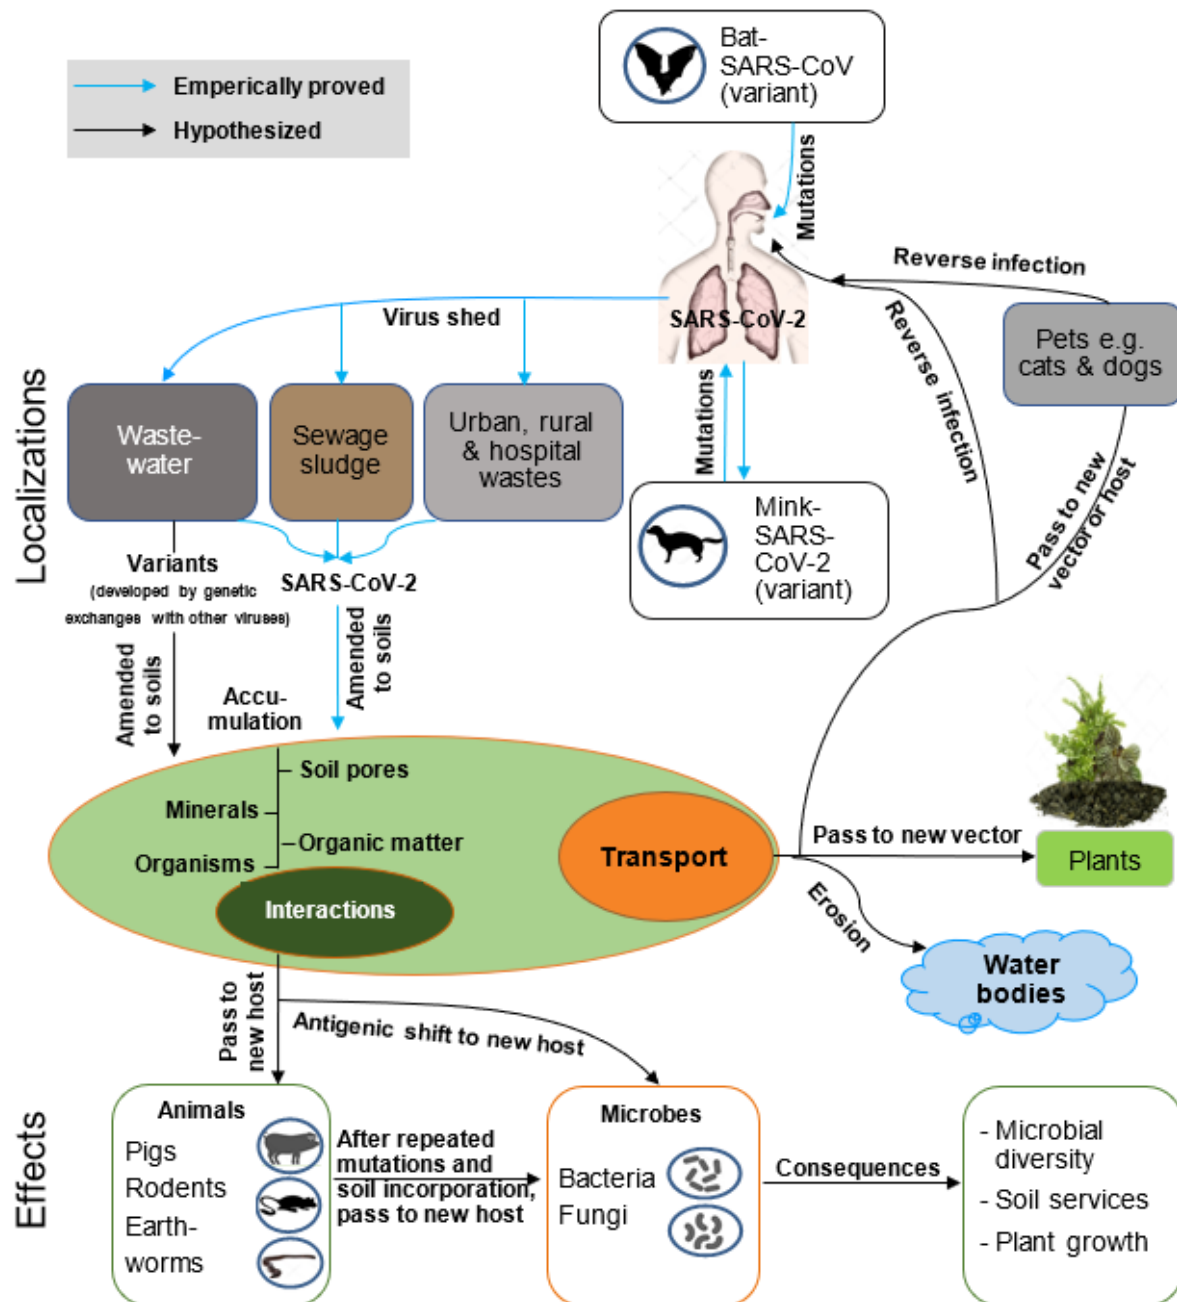 Emperically proved
Hypothesized
Bat-
SARS-CoV
(variant)
Mutations
Reverse infection
Reverse infection
Pets e.g.
cats & dogs
Pass to new
vector or host
SARS-CoV-2
Virus shed
Mutations
Mink-
SARS-
CoV-2
(variant)
Localizations
Waste-
water
Sewage
sludge
Urban, rural
& hospital
wastes
Variants
(developed by genetic
exchanges with other viruses)
SARS-CoV-2
Amended
to soils
Amended
to soils
Accu-
mulation
Soil pores
Minerals
Organic matter
Organisms
Interactions
Transport
Pass to new vector
Plants
Erosion
Water
bodies
Pass to
new host
Antigenic shift to new host
Effects
Animals
Pigs
Rodents
Earth-
worms
After repeated
mutations and
soil incorporation,
pass to new host
Microbes
Bacteria
Fungi
Consequences
- Microbial
diversity
- Soil services
- Plant growth